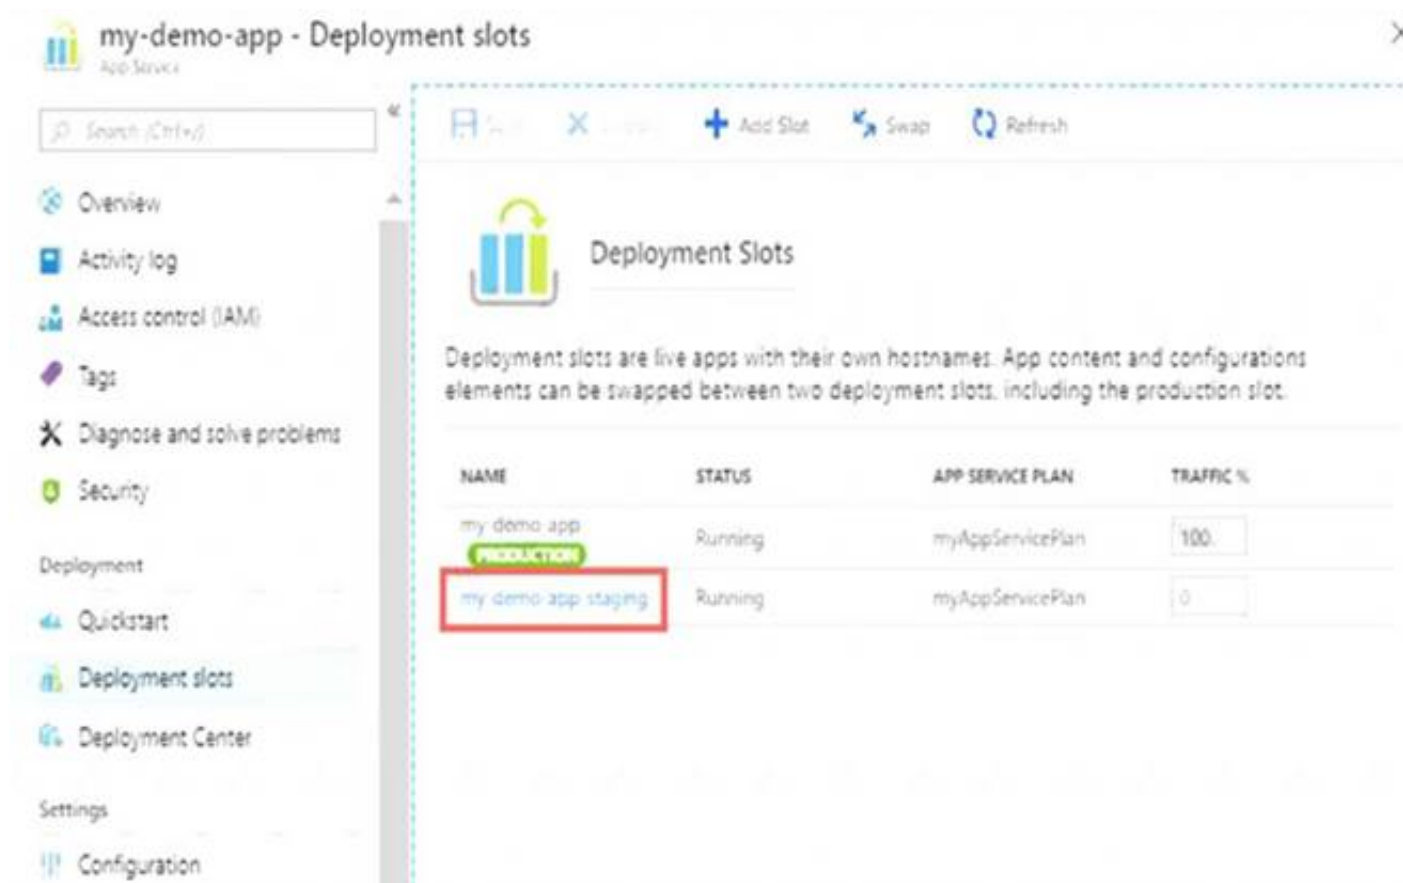 my-demo-app - Deployment slots
App Service
Search (Ctrl+/)
Add Slot
Swap
Refresh
Overview
Activity log
Access control (IAM)
Tags
Diagnose and solve problems
Security
Deployment
Quickstart
Deployment slots
Deployment Center
Settings
Configuration
Deployment Slots
Deployment slots are live apps with their own hostnames. App content and configurations
elements can be swapped between two deployment slots, including the production slot.
NAME STATUS APP SERVICE PLAN TRAFFIC %
my demo app Running myAppServicePlan 100.
PRODUCTION
my demo app staging Running myAppServicePlan 0